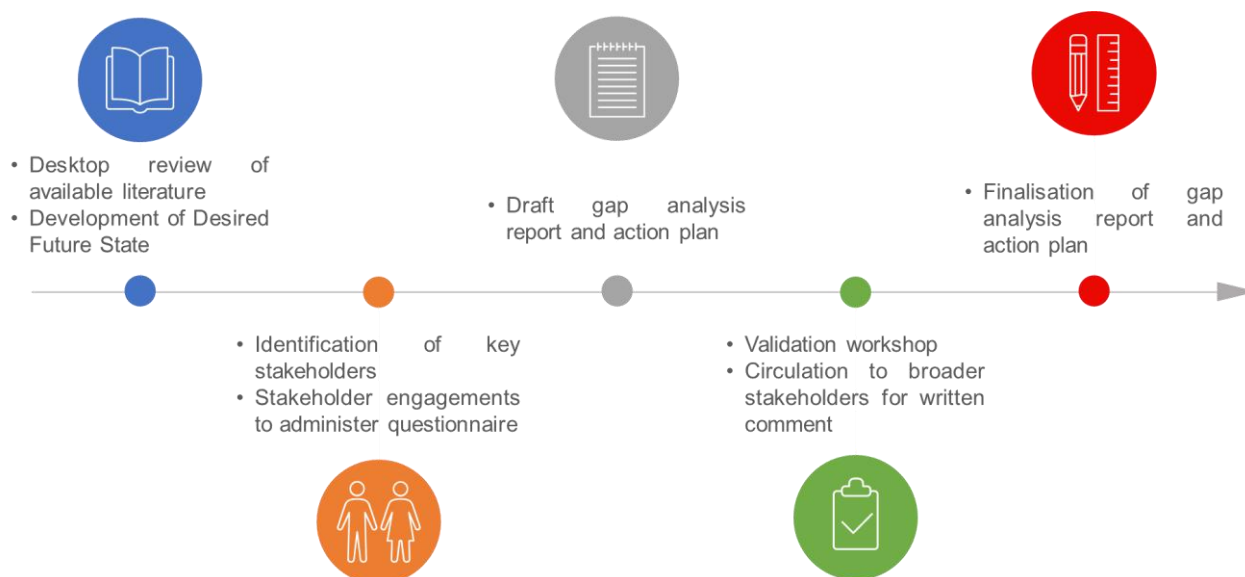 • Desktop review of
available literature
• Development of Desired
Future State
• Identification of key
stakeholders
• Stakeholder engagements
to administer questionnaire
• Draft gap analysis
report and action plan
• Validation workshop
• Circulation to broader
stakeholders for written
comment
• Finalisation of gap
analysis report and
action plan